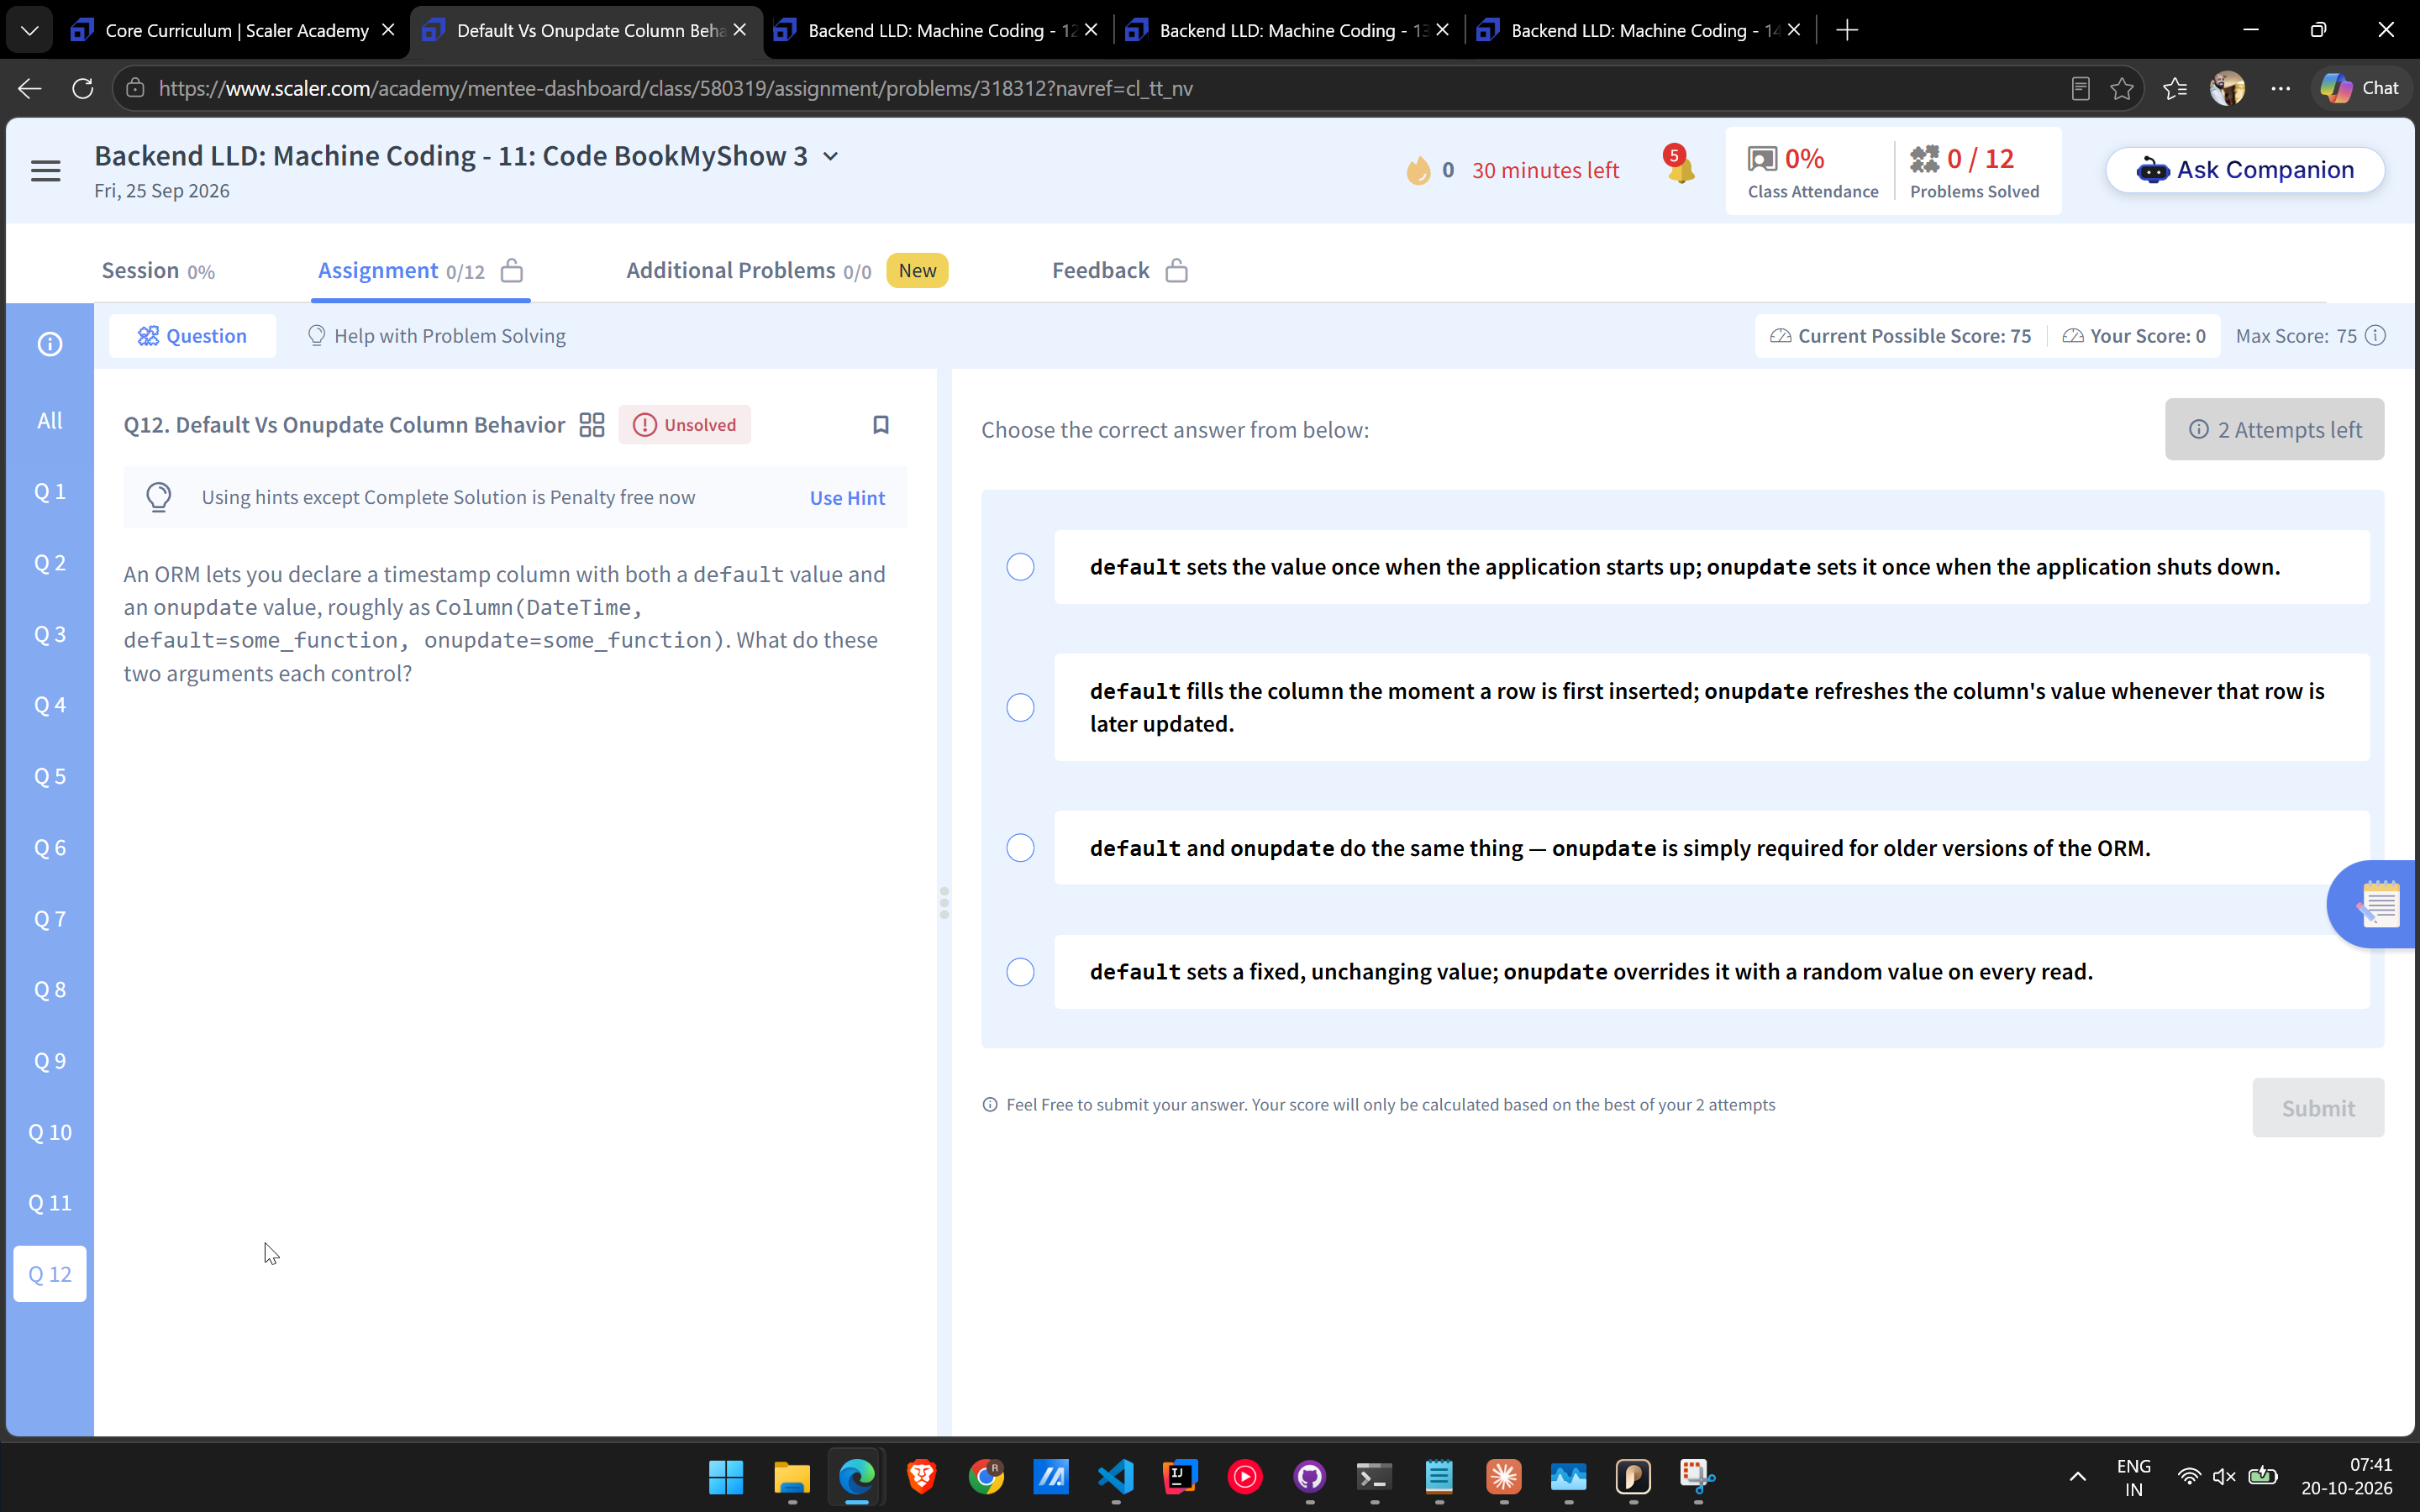 Core Curriculum | Scaler Academy
Default Vs Onupdate Column Beha
Backend LLD: Machine Coding - 12
Backend LLD: Machine Coding - 13
Backend LLD: Machine Coding - 14
https://www.scaler.com/academy/mentee-dashboard/class/580319/assignment/problems/318312?navref=cl_tt_nv
Chat
Backend LLD: Machine Coding - 11: Code BookMyShow 3
Fri, 25 Sep 2026
0 30 minutes left
5
0%
Class Attendance
0 / 12
Problems Solved
Ask Companion
Session 0%
Assignment 0/12
Additional Problems 0/0 New
Feedback
Question
Help with Problem Solving
Current Possible Score: 75
Your Score: 0
Max Score: 75
All
Q 1
Q 2
Q 3
Q 4
Q 5
Q 6
Q 7
Q 8
Q 9
Q 10
Q 11
Q 12
Q12. Default Vs Onupdate Column Behavior
Unsolved
Using hints except Complete Solution is Penalty free now
Use Hint
An ORM lets you declare a timestamp column with both a default value and
an onupdate value, roughly as Column(DateTime,
default=some_function, onupdate=some_function). What do these
two arguments each control?
Choose the correct answer from below:
2 Attempts left
default sets the value once when the application starts up; onupdate sets it once when the application shuts down.
default fills the column the moment a row is first inserted; onupdate refreshes the column's value whenever that row is
later updated.
default and onupdate do the same thing — onupdate is simply required for older versions of the ORM.
default sets a fixed, unchanging value; onupdate overrides it with a random value on every read.
Feel Free to submit your answer. Your score will only be calculated based on the best of your 2 attempts
Submit
R
IJ
ENG
IN
07:41
20-10-2026